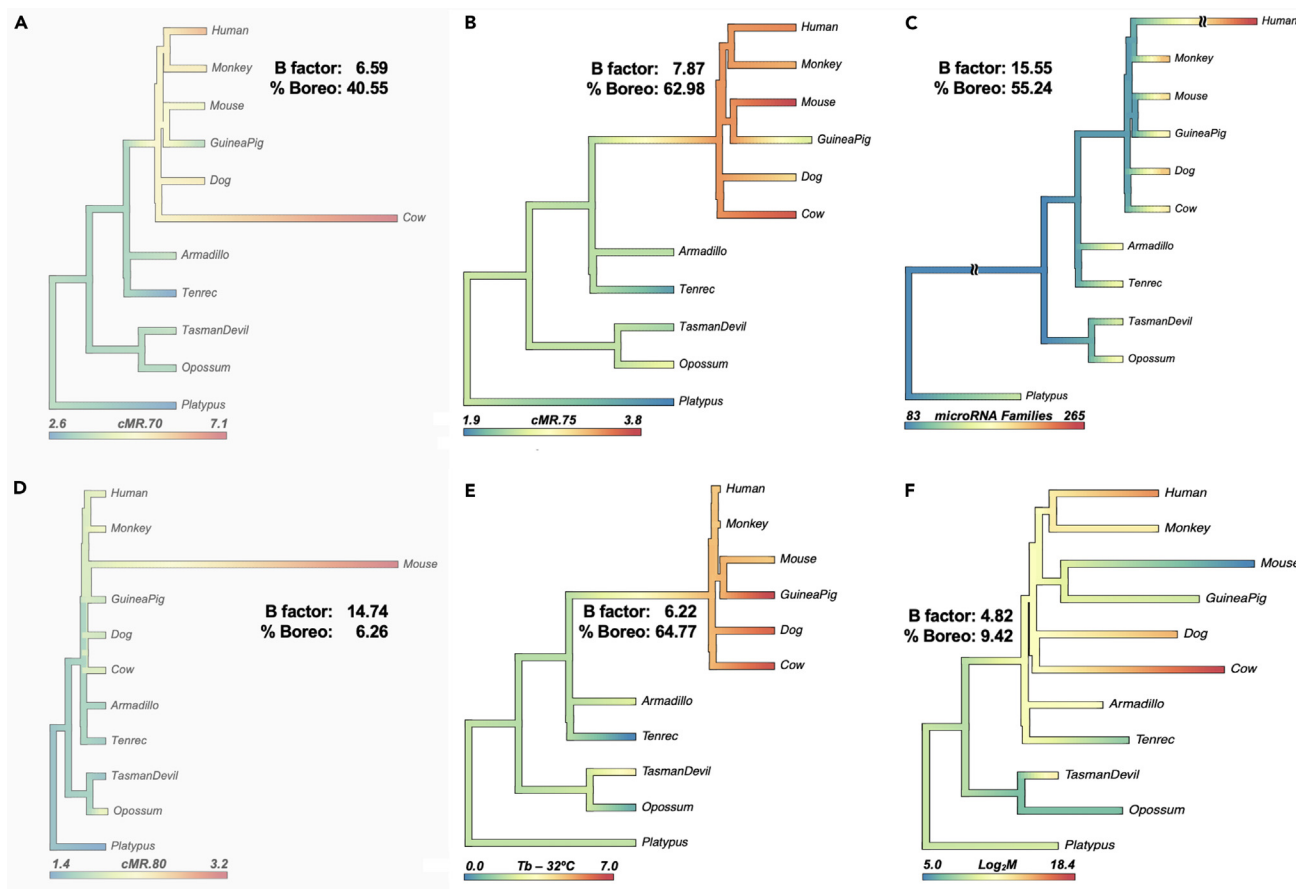 A
Human
B factor: 6.59
Monkey
% Boreo: 40.55
Mouse
GuineaPig
Dog
Cow
Armadillo
Tenrec
TasmanDevil
Opossum
Platypus
2.6 cMR.70 7.1
B
Human
B factor: 7.87
Monkey
% Boreo: 62.98
Mouse
GuineaPig
Dog
Cow
Armadillo
Tenrec
TasmanDevil
Opossum
Platypus
1.9 cMR.75 3.8
C
Human
B factor: 15.55
Monkey
% Boreo: 55.24
Mouse
GuineaPig
Dog
Cow
Armadillo
Tenrec
TasmanDevil
Opossum
Platypus
83 microRNA Families 265
D
Human
Monkey
Mouse
GuineaPig
B factor: 14.74
% Boreo: 6.26
Dog
Cow
Armadillo
Tenrec
TasmanDevil
Opossum
Platypus
1.4 cMR.80 3.2
E
Human
Monkey
Mouse
GuineaPig
B factor: 6.22
% Boreo: 64.77
Dog
Cow
Armadillo
Tenrec
TasmanDevil
Opossum
Platypus
0.0 Tb – 32ºC 7.0
F
Human
Monkey
Mouse
GuineaPig
B factor: 4.82
% Boreo: 9.42
Dog
Cow
Armadillo
Tenrec
TasmanDevil
Opossum
Platypus
5.0 Log₂M 18.4